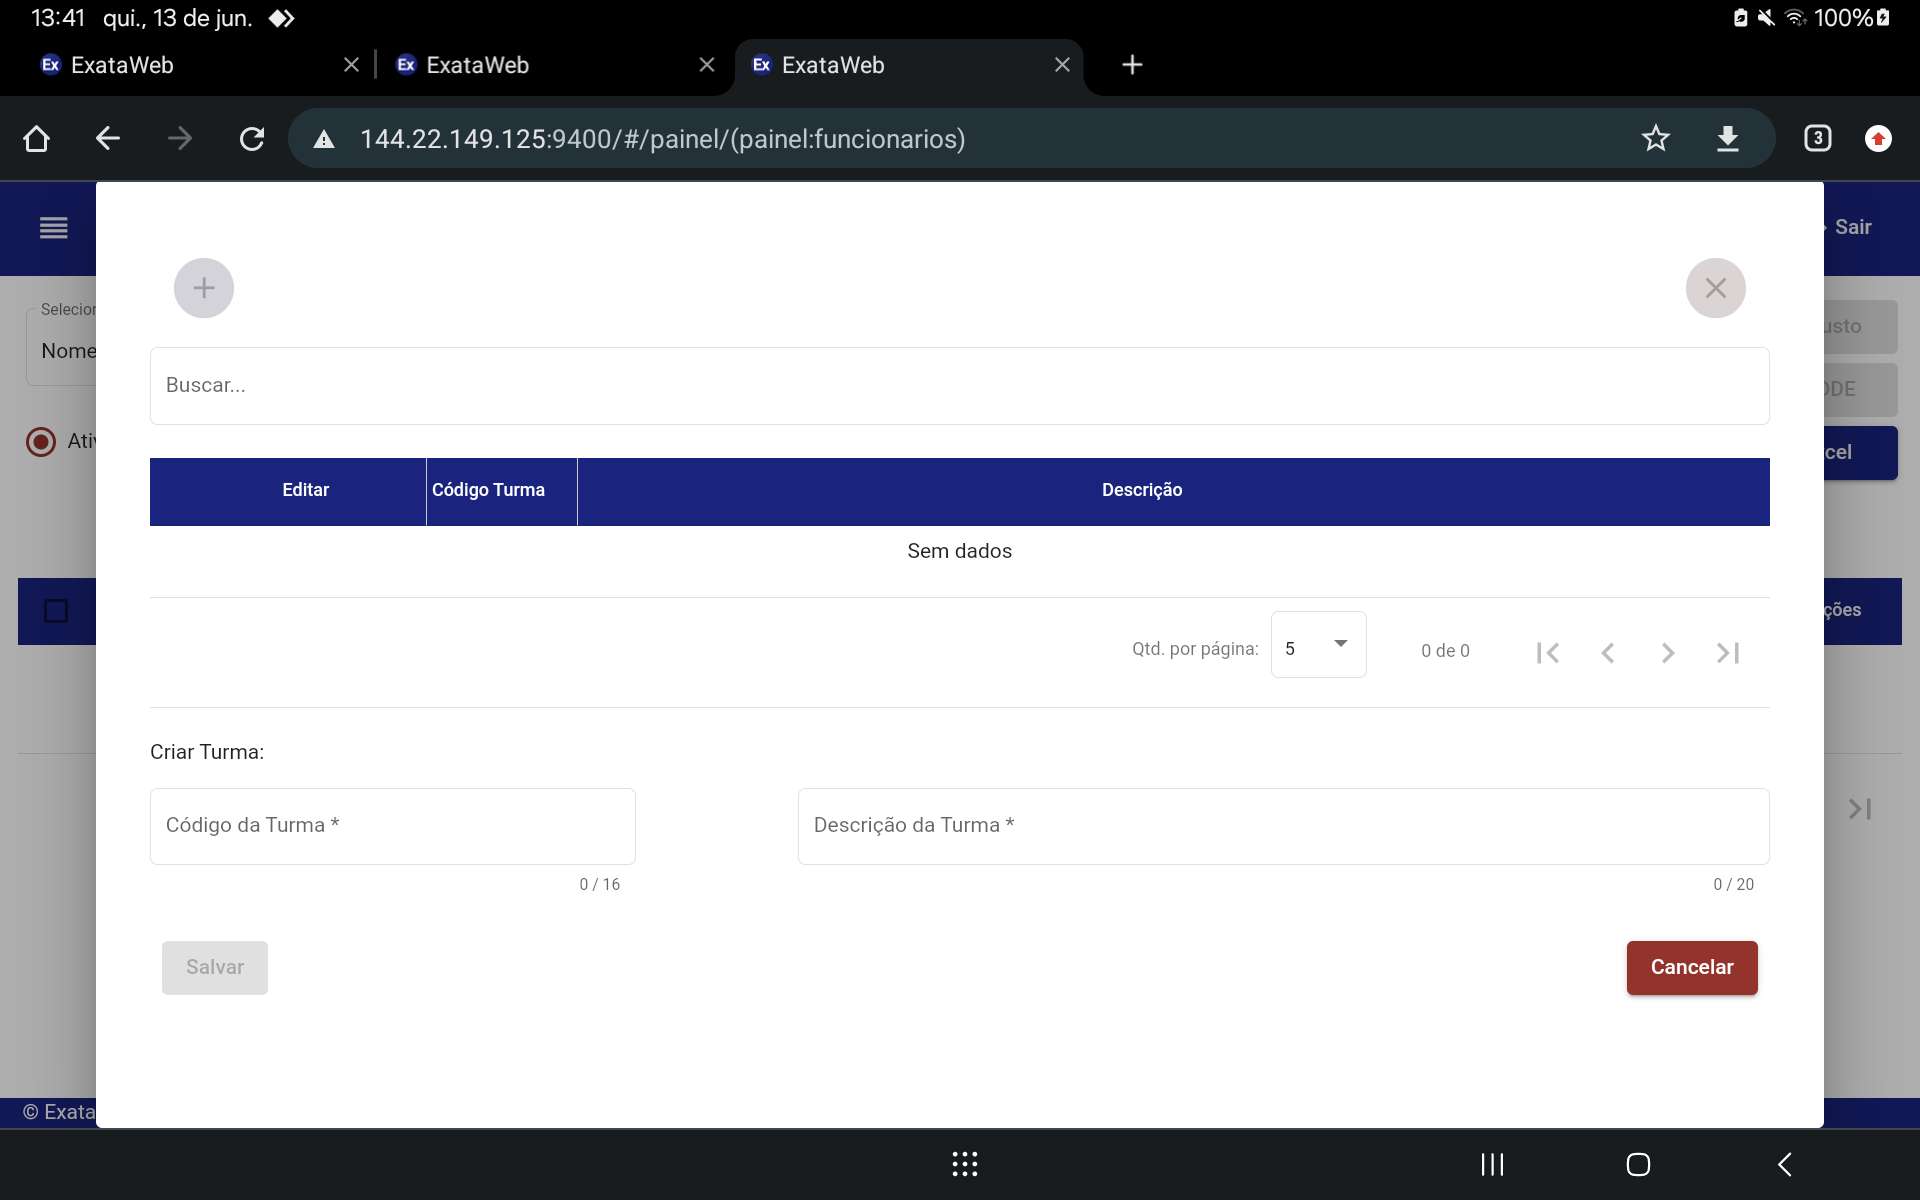 13:41 qui., 13 de jun. 100%
ExataWeb ExataWeb ExataWeb
144.22.149.125:9400/#/painel/(painel:funcionarios) 3
Sair
Selecion
Nome
usto
ODE
Ativ
cel
Buscar...
Editar Código Turma Descrição
Sem dados
ções
Qtd. por página: 5 0 de 0
Criar Turma:
Código da Turma * Descrição da Turma *
0 / 16 0 / 20
Salvar Cancelar
© Exata